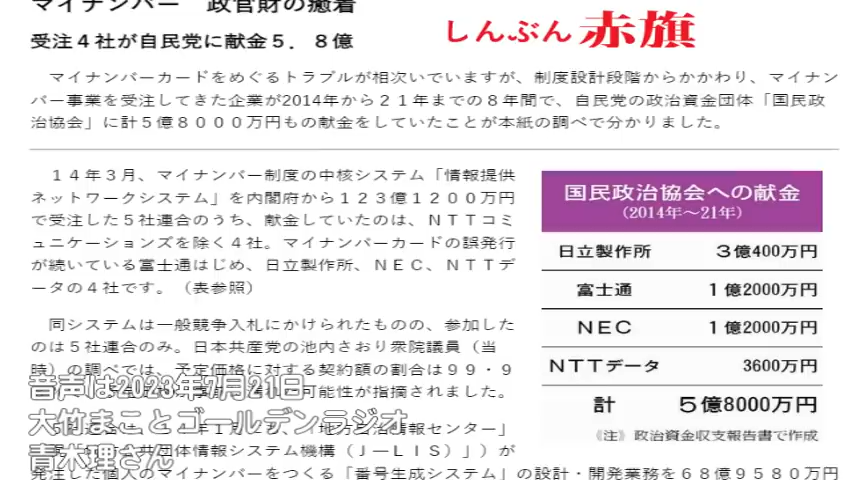 マイナンバー 政官財の癒着
受注４社が自民党に献金５．８億
しんぶん 赤旗
マイナンバーカードをめぐるトラブルが相次いでいますが、制度設計段階からかかわり、マイナン
バー事業を受注してきた企業が2014年から２１年までの８年間で、自民党の政治資金団体「国民政
治協会」に計５億８０００万円もの献金をしていたことが本紙の調べで分かりました。
１４年３月、マイナンバー制度の中核システム「情報提供
ネットワークシステム」を内閣府から１２３億１２００万円
で受注した５社連合のうち、献金していたのは、ＮＴＴコミ
ュニケーションズを除く４社。マイナンバーカードの誤発行
が続いている富士通はじめ、日立製作所、ＮＥＣ、ＮＴＴデ
ータの４社です。（表参照）
同システムは一般競争入札にかけられたものの、参加した
のは５社連合のみ。日本共産党の池内さおり衆院議員（当
時）の調べでは、予定価格に対する契約額の割合は９９・９
可能性が指摘されました。
「地方自治情報センター」
共団体情報システム機構（Ｊ―ＬＩＳ）」）が
発注した個人のマイナンバーをつくる「番号生成システム」の設計・開発業務を６８億９５８０万円
国民政治協会への献金
（2014年～21年）
日立製作所 ３億400万円
富士通 １億2000万円
ＮＥＣ １億2000万円
ＮＴＴデータ 3600万円
計 ５億8000万円
《注》政治資金収支報告書で作成
音声は2023年7月21日
大竹まことゴールデンラジオ
青木理さん